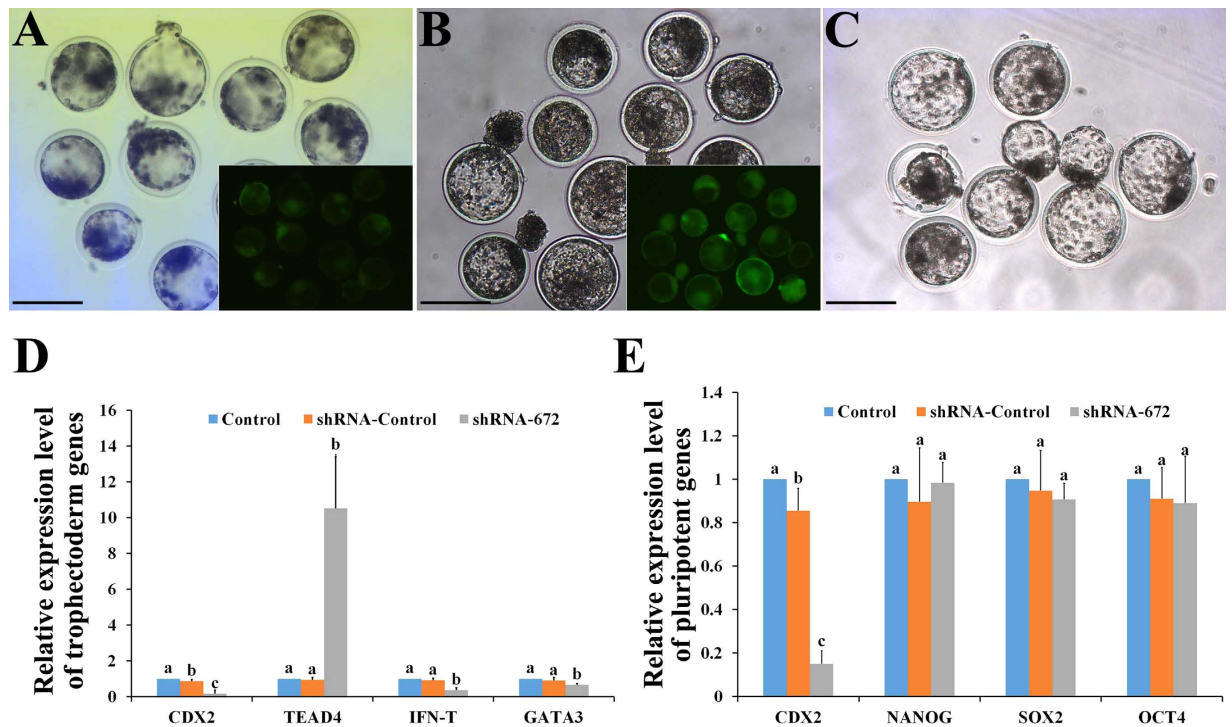 A
B
C
D
Relative expression level
of trophectoderm genes
16
14
12
10
8
6
4
2
0
Control
shRNA-Control
shRNA-672
a
b
c
a
a
b
a
a
b
a
a
b
CDX2
TEAD4
IFN-T
GATA3
E
Relative expression level
of pluripotent genes
1.4
1.2
1
0.8
0.6
0.4
0.2
0
Control
shRNA-Control
shRNA-672
a
b
c
a
a
a
a
a
a
a
a
a
CDX2
NANOG
SOX2
OCT4